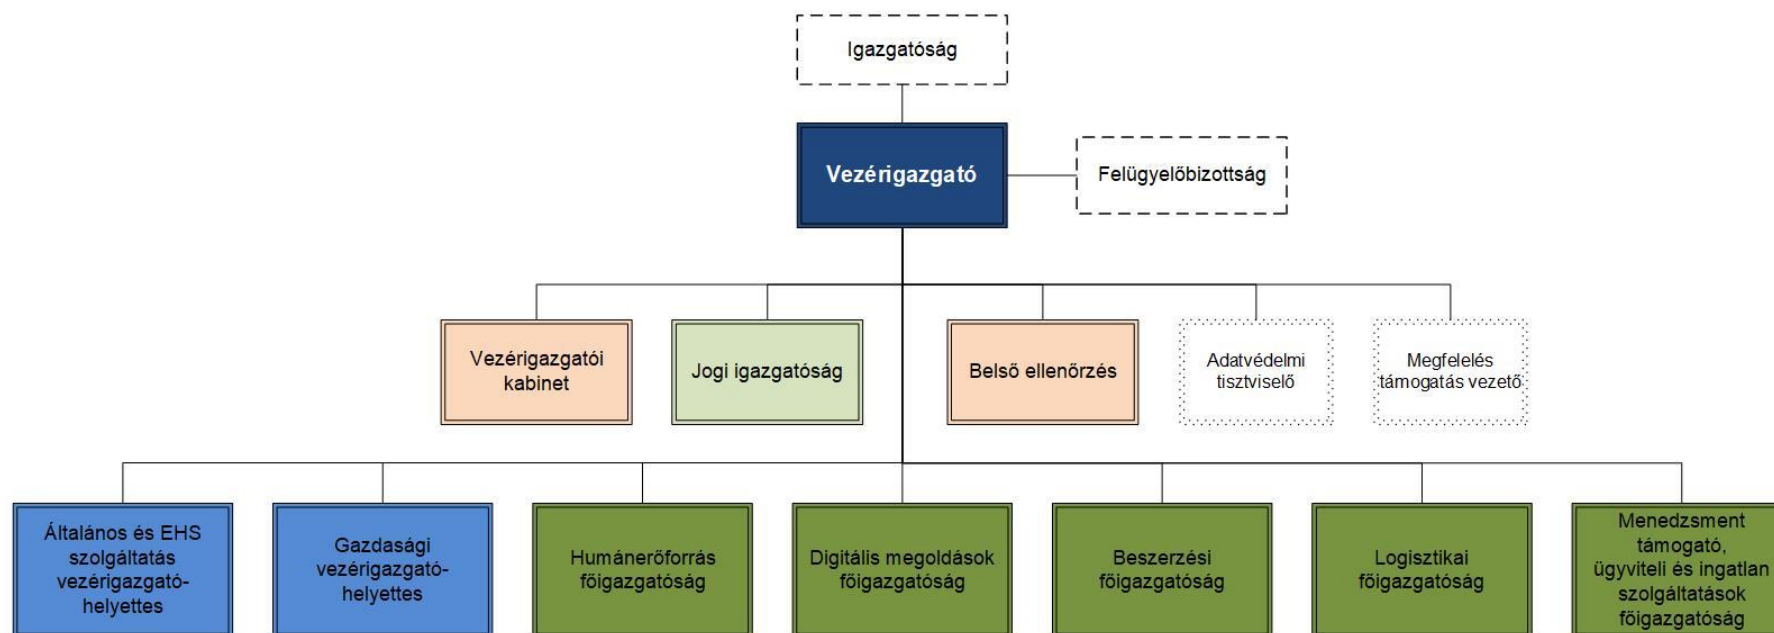 Igazgatóság
Vezérigazgató
Felügyelőbizottság
Vezérigazgatói
kabinet
Jogi igazgatóság
Belső ellenőrzés
Adatvédelmi
tisztviselő
Megfelelés
támogatás vezető
Általános és EHS
szolgáltatás
vezérigazgató-
helyettes
Gazdasági
vezérigazgató-
helyettes
Humánerőforrás
főigazgatóság
Digitális megoldások
főigazgatóság
Beszerzési
főigazgatóság
Logisztikai
főigazgatóság
Menedzsment
támogató,
ügyviteli és ingatlan
szolgáltatások
főigazgatóság